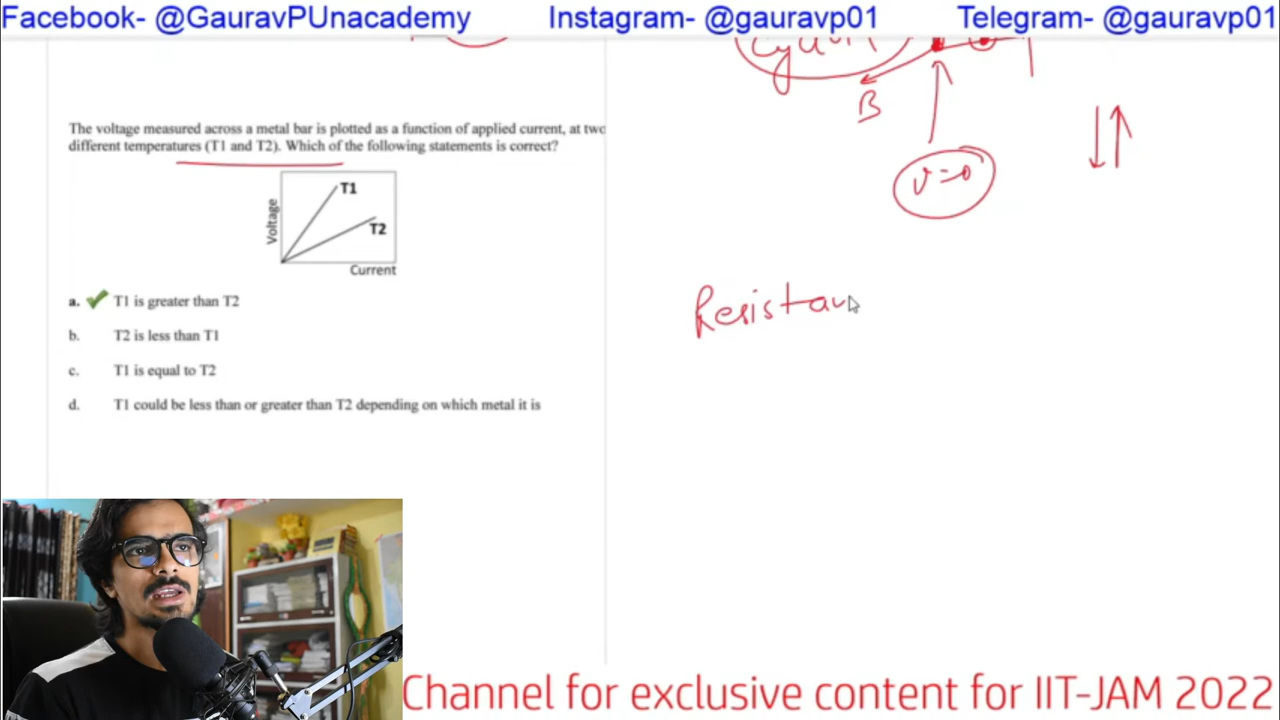 Facebook- @GauravPUnacademy Instagram- @gauravp01 Telegram- @gauravp01
B
v=0
The voltage measured across a metal bar is plotted as a function of applied current, at two
different temperatures (T1 and T2). Which of the following statements is correct?
T1
T2
Voltage
Current
Resistan
a. T1 is greater than T2
b. T2 is less than T1
c. T1 is equal to T2
d. T1 could be less than or greater than T2 depending on which metal it is
Channel for exclusive content for IIT-JAM 2022